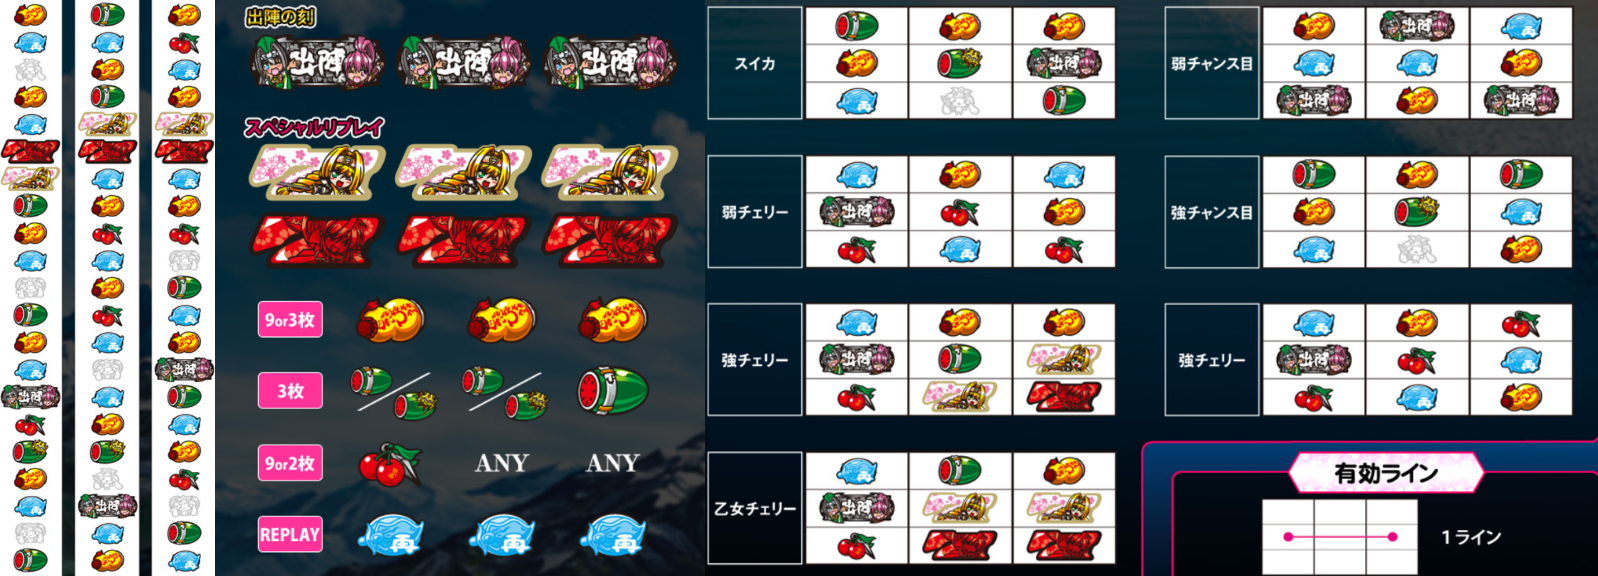 出陣の刻
出陣 出陣 出陣
スペシャルリプレイ
9or3枚
3枚
9or2枚 ANY ANY
REPLAY 再 再 再
スイカ
弱チェリー
強チェリー
乙女チェリー
弱チャンス目
強チャンス目
強チェリー
有効ライン
1ライン